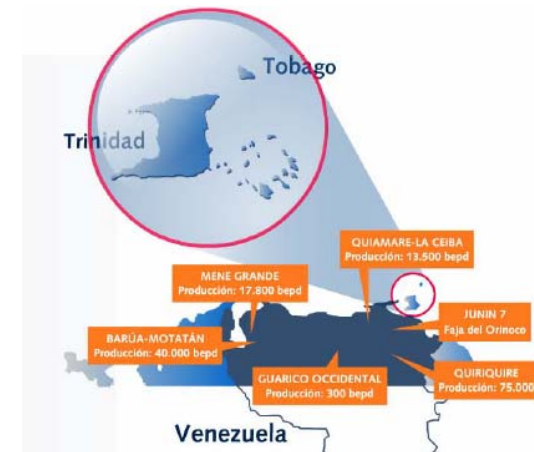 Tobago
Trinidad
QUIAMARE-LA CEIBA
Producción: 13.500 bepd
MENE GRANDE
Producción: 17.800 bepd
JUNIN 7
Faja del Orinoco
BARÚA-MOTATÁN
Producción: 40.000 bepd
GUARICO OCCIDENTAL
Producción: 300 bepd
QUIRIQUIRE
Producción: 75.000
Venezuela